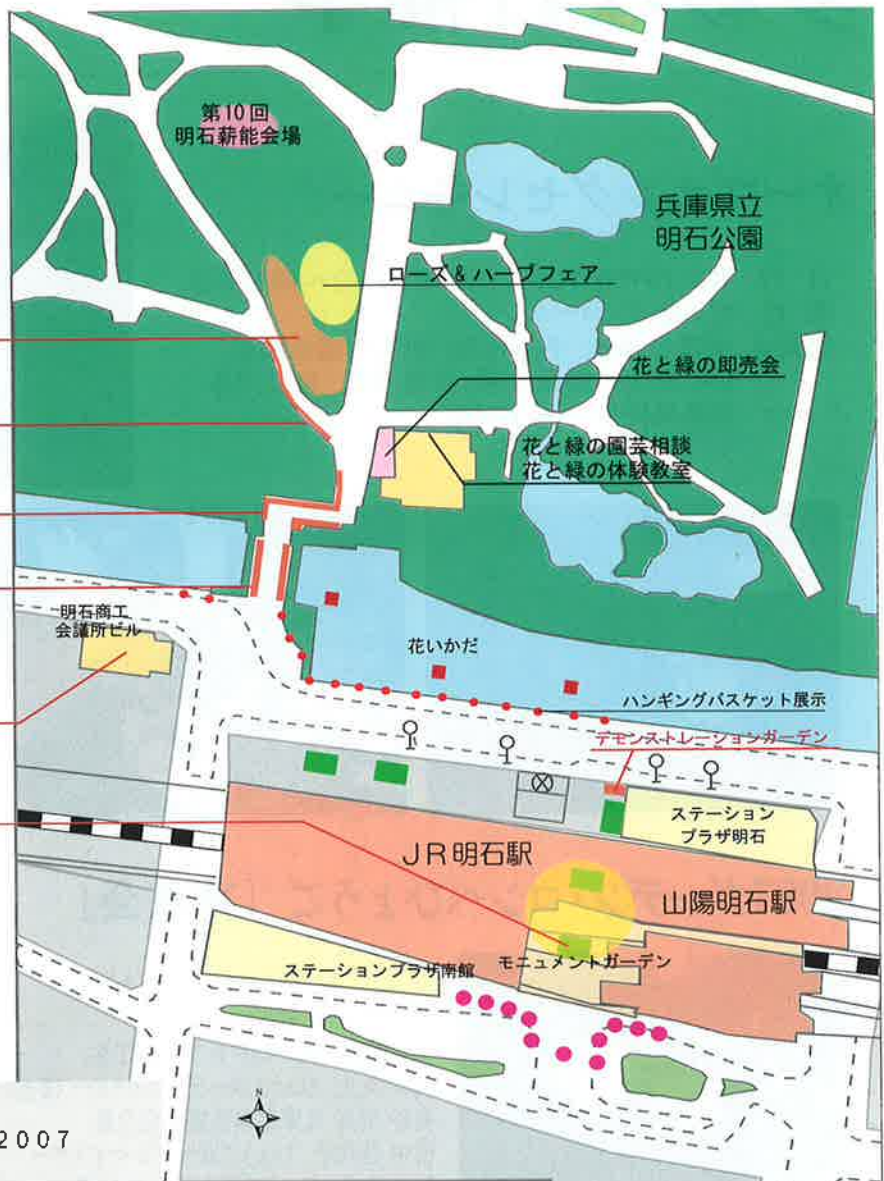 第10回
明石薪能会場
兵庫県立
明石公園
ローズ＆ハーブフェア
花と緑の即売会
花と緑の園芸相談
花と緑の体験教室
明石商工
会議所ビル
花いかだ
ハンギングバスケット展示
デモンストレーションガーデン
ステーション
プラザ明石
JR明石駅
山陽明石駅
ステーションプラザ南館
モニュメントガーデン
N
2007